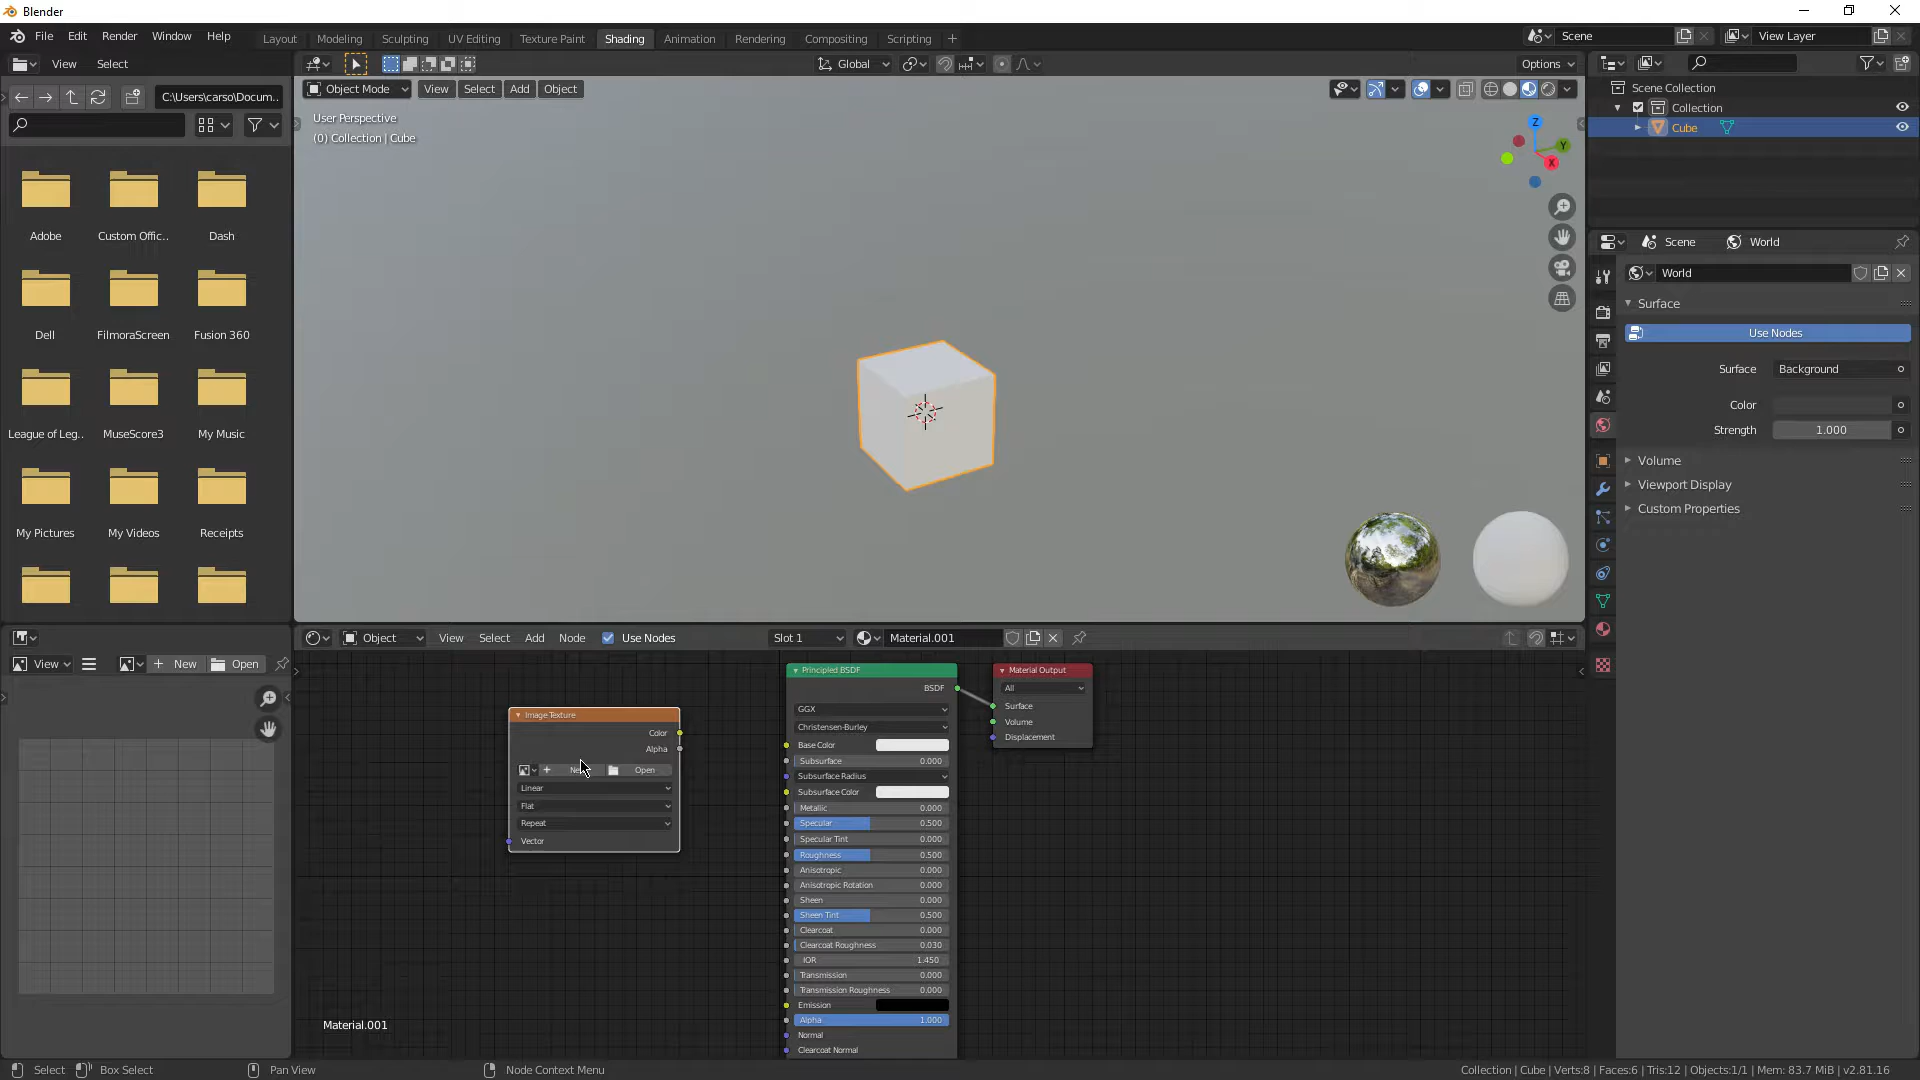 Blender
File Edit Render Window Help
Layout Modeling Sculpting UV Editing Texture Paint Shading Animation Rendering Compositing Scripting +
Scene
View Layer
View Select
Global
Options
C:\Users\carso\Docum..
Object Mode View Select Add Object
User Perspective
(0) Collection | Cube
Z
Y
X
Scene Collection
Collection
Cube
Adobe Custom Offic.. Dash
Dell FilmoraScreen Fusion 360
League of Leg.. MuseScore3 My Music
My Pictures My Videos Receipts
Scene World
World
Surface
Use Nodes
Surface Background
Color
Strength 1.000
Volume
Viewport Display
Custom Properties
Object View Select Add Node Use Nodes Slot 1 Material.001
View New Open
Image Texture
Color
Alpha
Open
Linear
Flat
Repeat
Vector
Principled BSDF
BSDF
GGX
Christensen-Burley
Base Color
Subsurface 0.000
Subsurface Radius
Subsurface Color
Metallic 0.000
Specular 0.500
Specular Tint 0.000
Roughness 0.500
Anisotropic 0.000
Anisotropic Rotation 0.000
Sheen 0.000
Sheen Tint 0.500
Clearcoat 0.000
Clearcoat Roughness 0.030
IOR 1.450
Transmission 0.000
Transmission Roughness 0.000
Emission
Alpha 1.000
Normal
Clearcoat Normal
Material Output
All
Surface
Volume
Displacement
Material.001
Select Box Select Pan View Node Context Menu
Collection | Cube | Verts:8 | Faces:6 | Tris:12 | Objects:1/1 | Mem: 83.7 MiB | v2.81.16